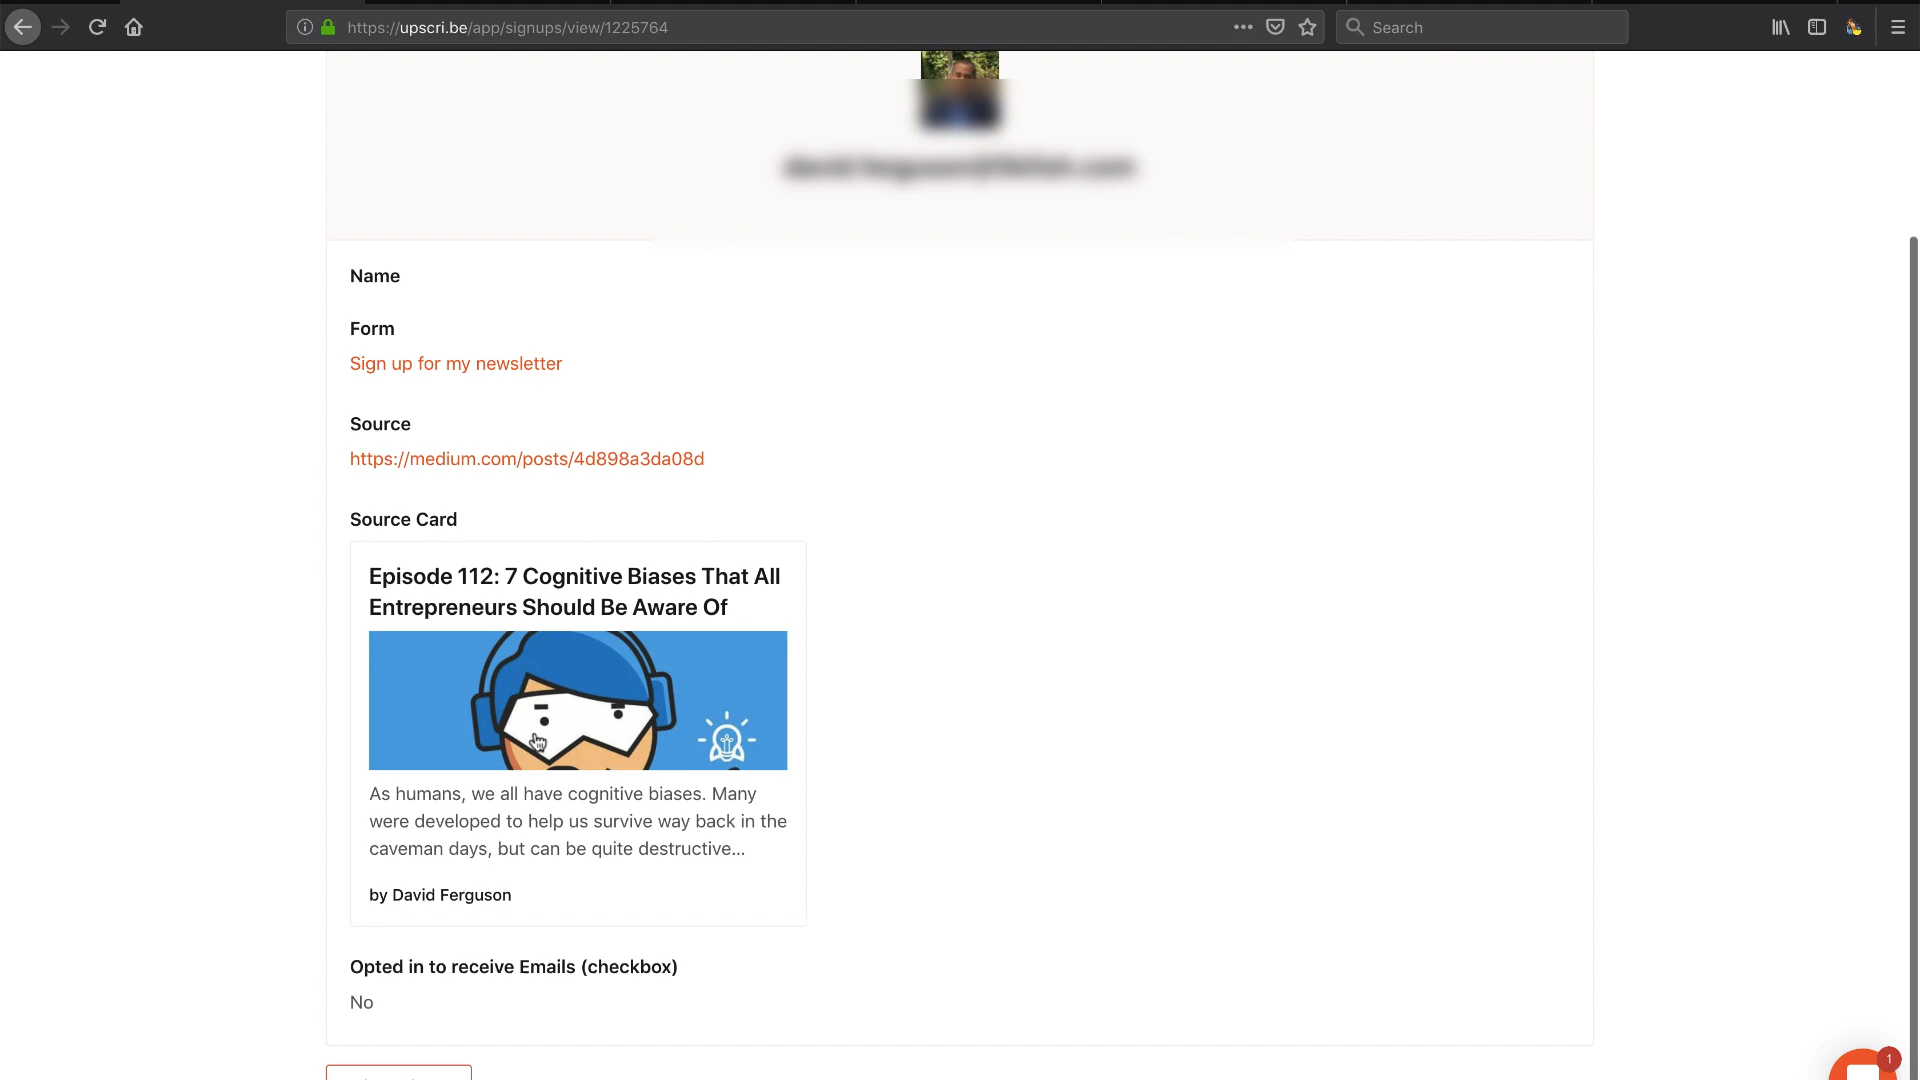 https://upscri.be/app/signups/view/1225764
Search
Name
Form
Sign up for my newsletter
Source
https://medium.com/posts/4d898a3da08d
Source Card
Episode 112: 7 Cognitive Biases That All
Entrepreneurs Should Be Aware Of
As humans, we all have cognitive biases. Many
were developed to help us survive way back in the
caveman days, but can be quite destructive...
by David Ferguson
Opted in to receive Emails (checkbox)
No
1